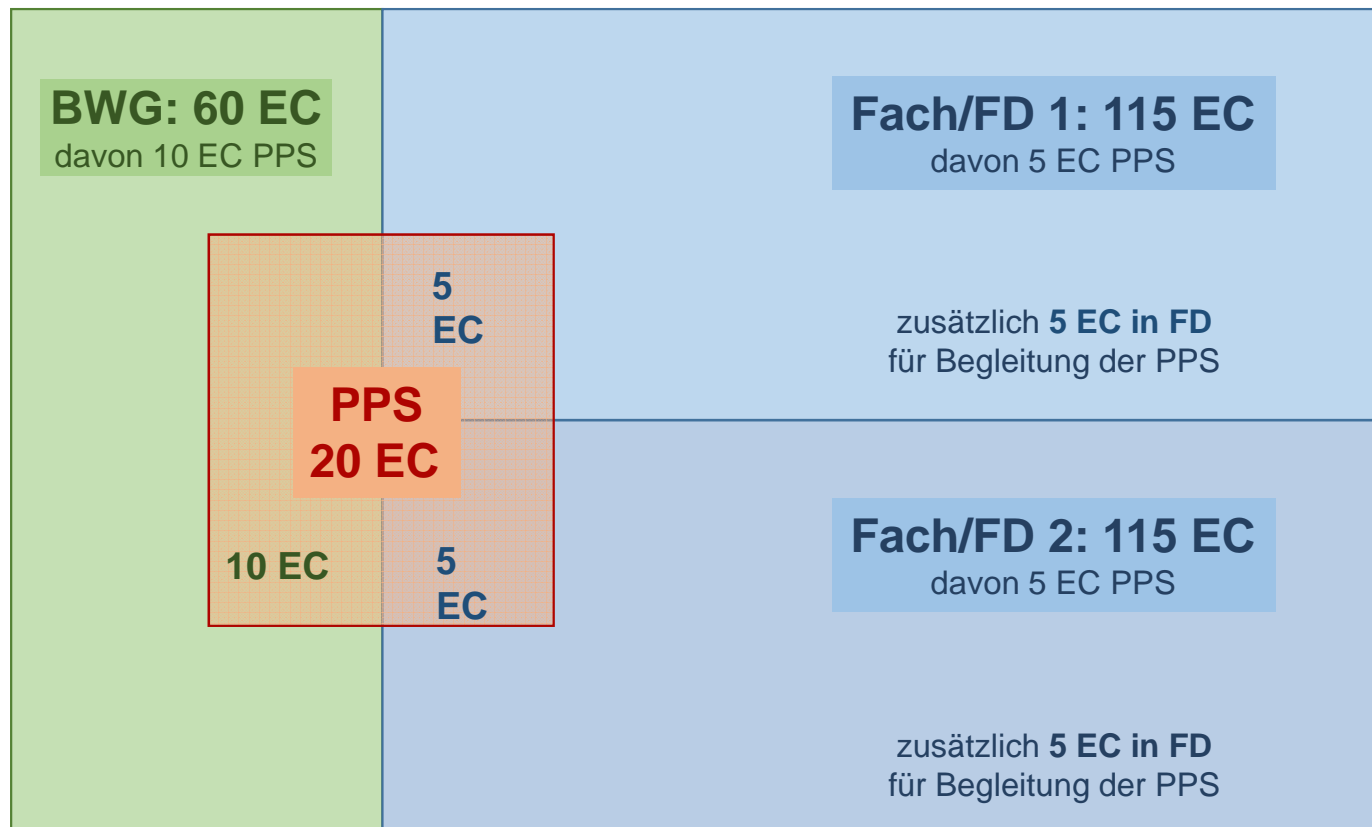 BWG: 60 EC
davon 10 EC PPS
Fach/FD 1: 115 EC
davon 5 EC PPS
5
EC
zusätzlich 5 EC in FD
für Begleitung der PPS
PPS
20 EC
10 EC
5
EC
Fach/FD 2: 115 EC
davon 5 EC PPS
zusätzlich 5 EC in FD
für Begleitung der PPS